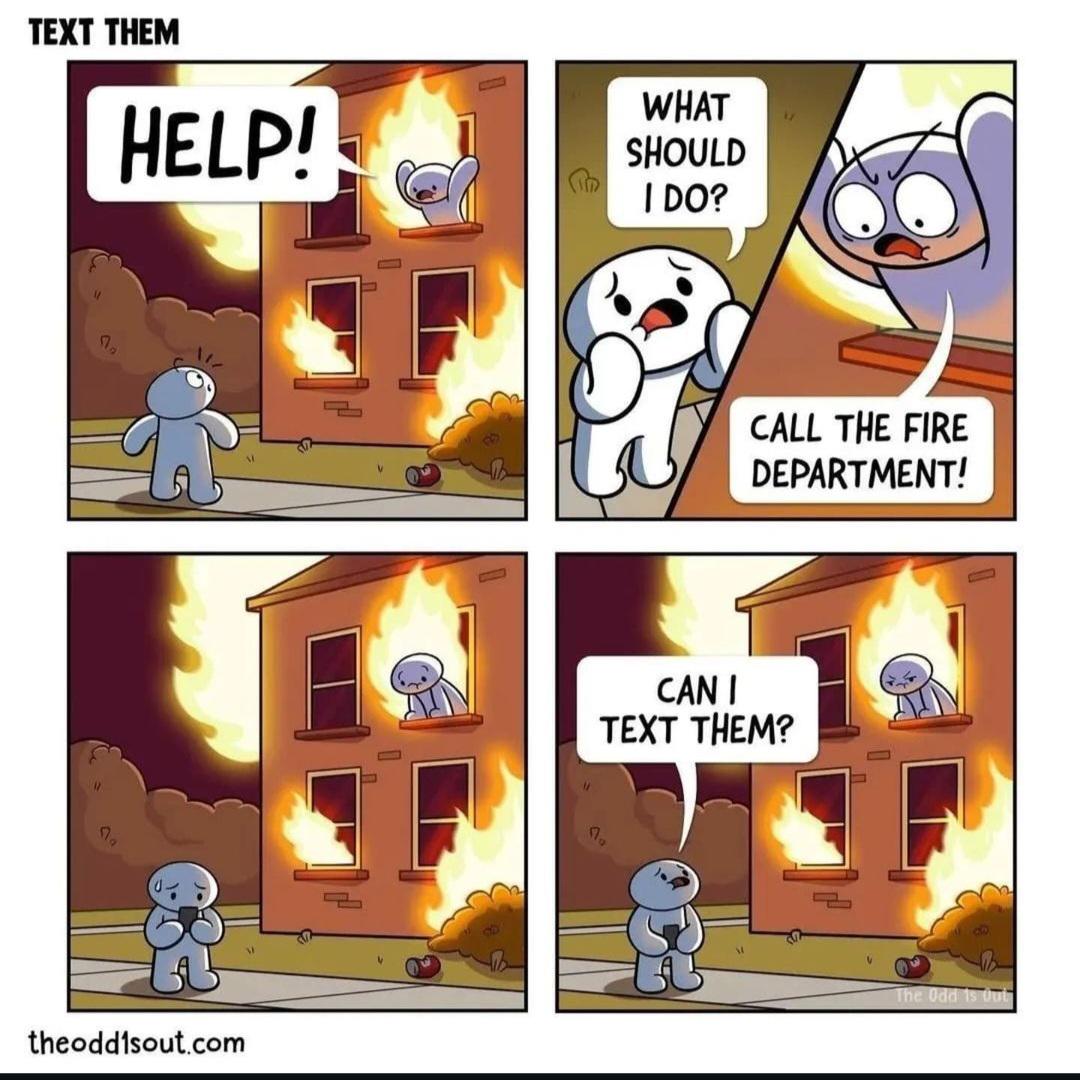 TEXT THEM
HELP!
WHAT
SHOULD
I DO?
CALL THE FIRE
DEPARTMENT!
CAN I
TEXT THEM?
The Odd 1s Out
theodd1sout.com